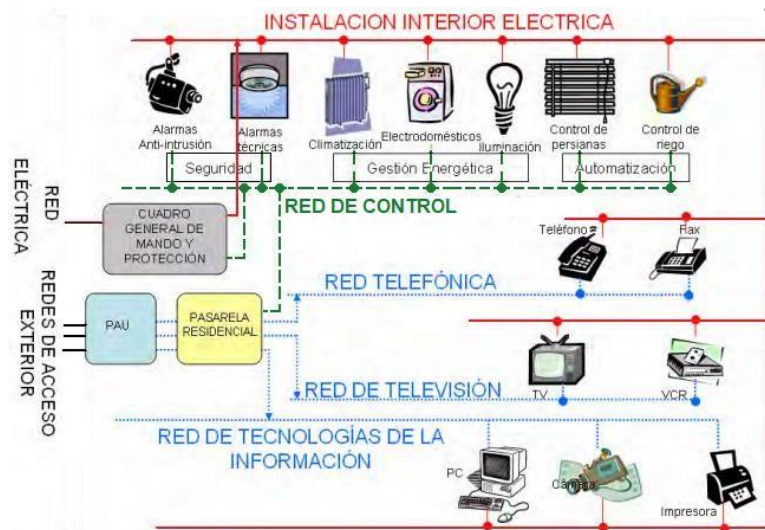 INSTALACION INTERIOR ELECTRICA
Alarmas
Anti-intrusión
Alarmas
técnicas
Climatización
Electrodomésticos
Iluminación
Control de
persianas
Control de
riego
Seguridad
Gestión Energética
Automatización
RED DE CONTROL
RED
ELÉCTRICA
CUADRO
GENERAL DE
MANDO Y
PROTECCIÓN
Teléfono
Fax
RED TELEFÓNICA
REDES DE ACCESO
EXTERIOR
PAU
PASARELA
RESIDENCIAL
TV
VCR
RED DE TELEVISIÓN
RED DE TECNOLOGÍAS DE LA
INFORMACIÓN
PC
Cámara
Impresora